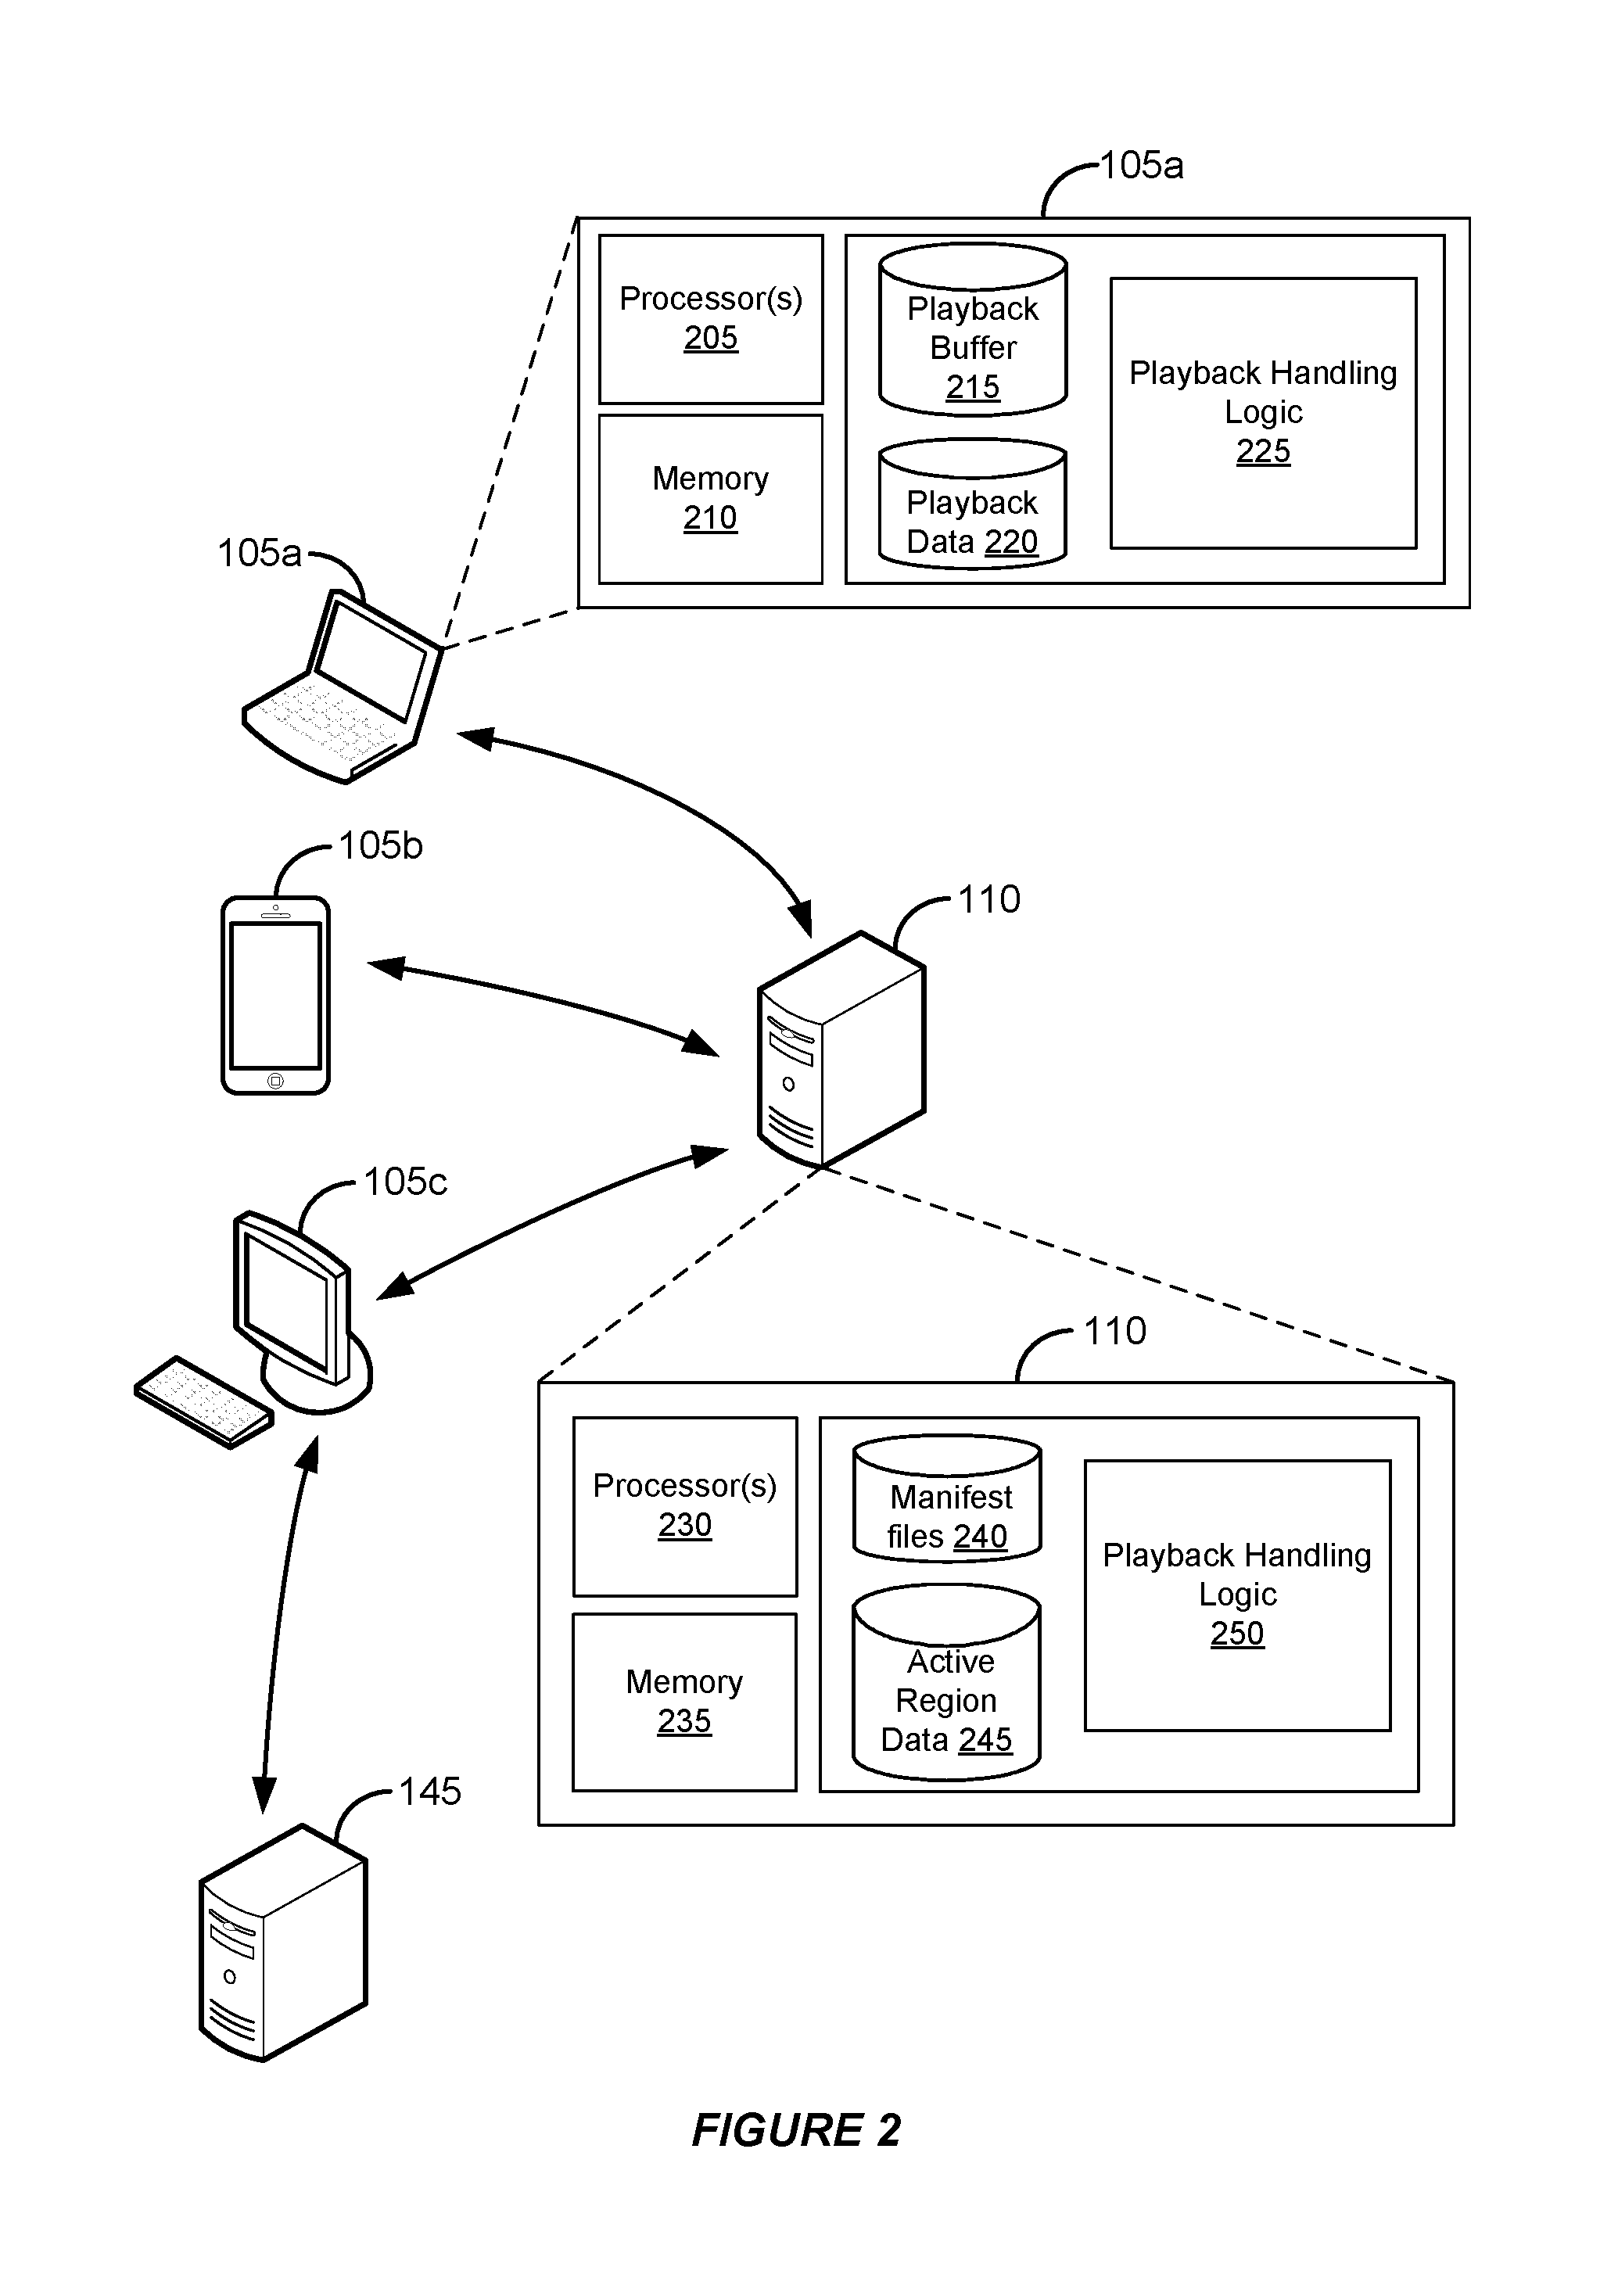 105a
Processor(s)
205
Memory
210
Playback
Buffer
215
Playback
Data 220
Playback Handling
Logic
225
105a
105b
110
105c
110
Processor(s)
230
Memory
235
Manifest
files 240
Active
Region
Data 245
Playback Handling
Logic
250
145
FIGURE 2